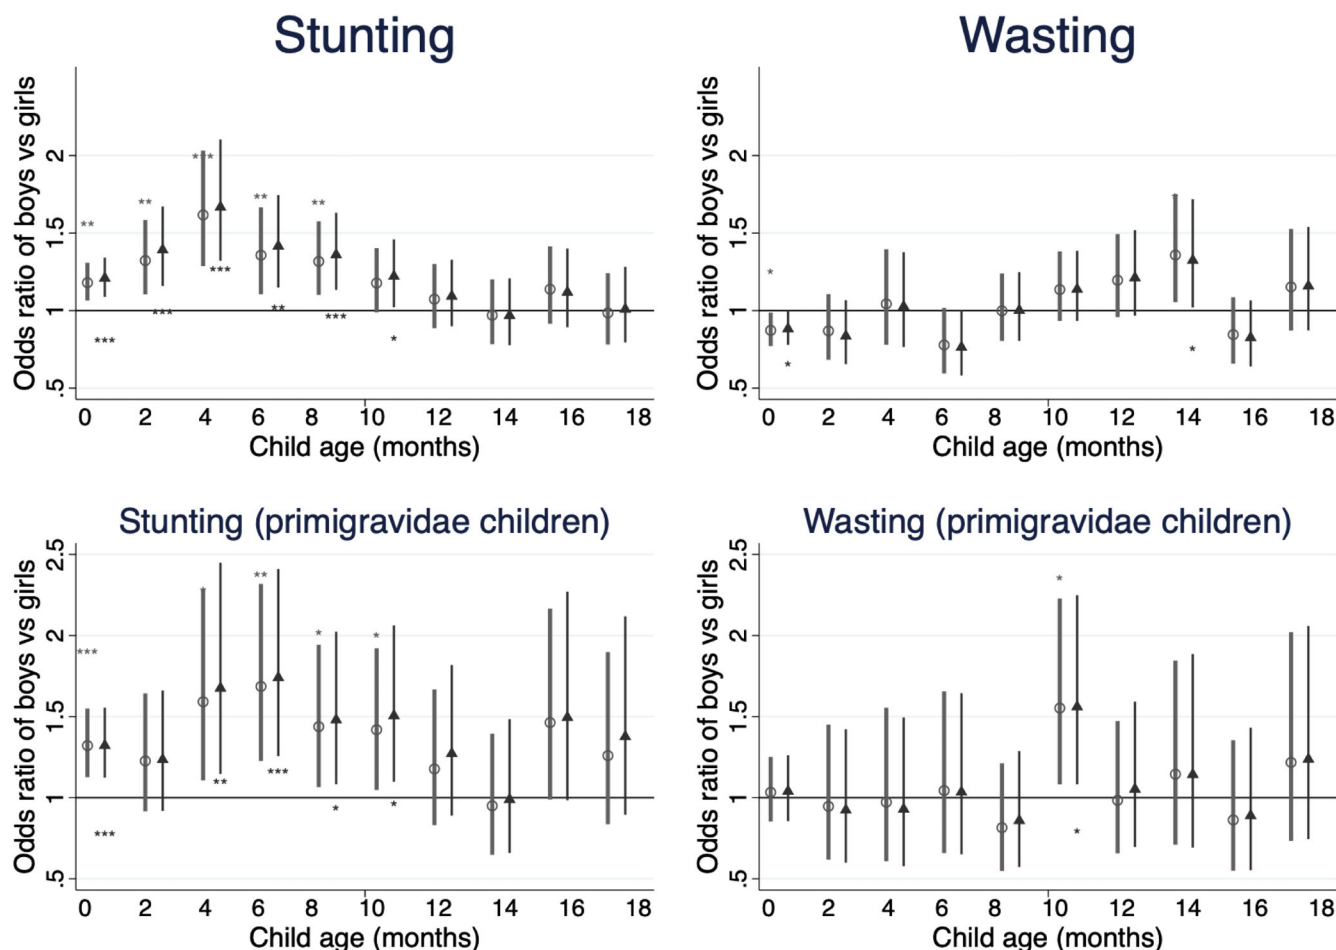 Stunting
Wasting
Odds ratio of boys vs girls
2
1.5
1
.5
** ** *** ** **
*** *** *** ** *** *
0 2 4 6 8 10 12 14 16 18
Child age (months)
Odds ratio of boys vs girls
2
1.5
1
.5
* *
* *
0 2 4 6 8 10 12 14 16 18
Child age (months)
Stunting (primigravidae children)
Odds ratio of boys vs girls
2.5
2
1.5
1
.5
*** * ** * *
*** ** *** * *
0 2 4 6 8 10 12 14 16 18
Child age (months)
Wasting (primigravidae children)
Odds ratio of boys vs girls
2.5
2
1.5
1
.5
*
*
0 2 4 6 8 10 12 14 16 18
Child age (months)